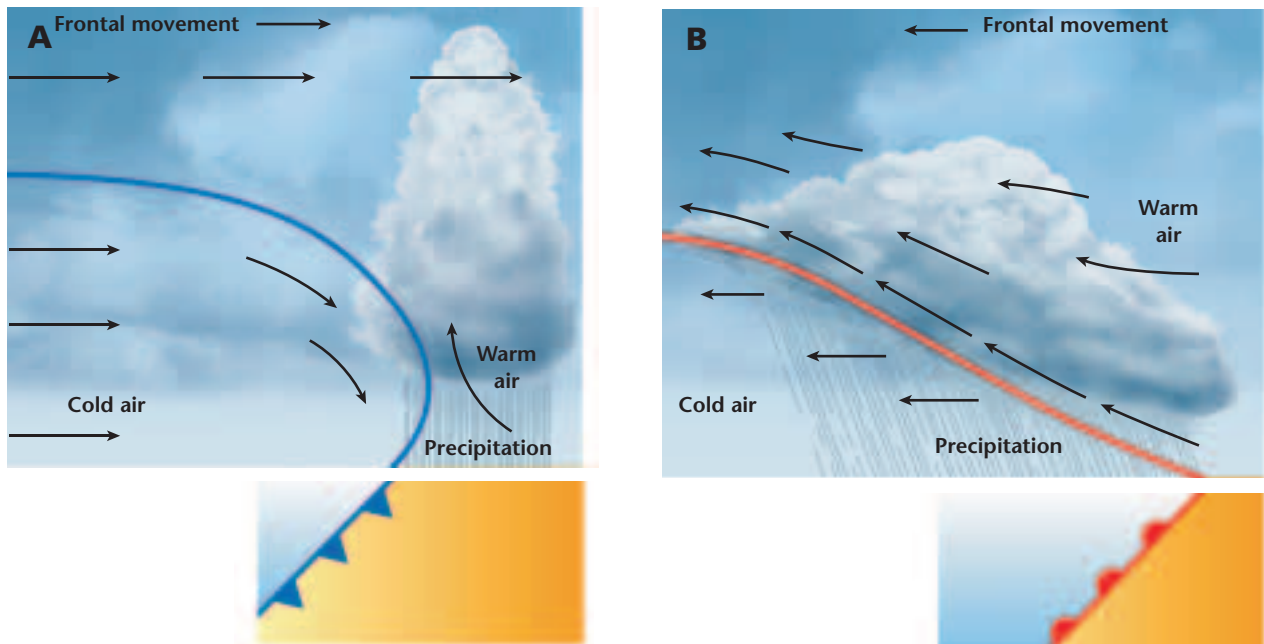 A
Frontal movement
Warm
air
Cold air
Precipitation
B
Frontal movement
Warm
air
Cold air
Precipitation